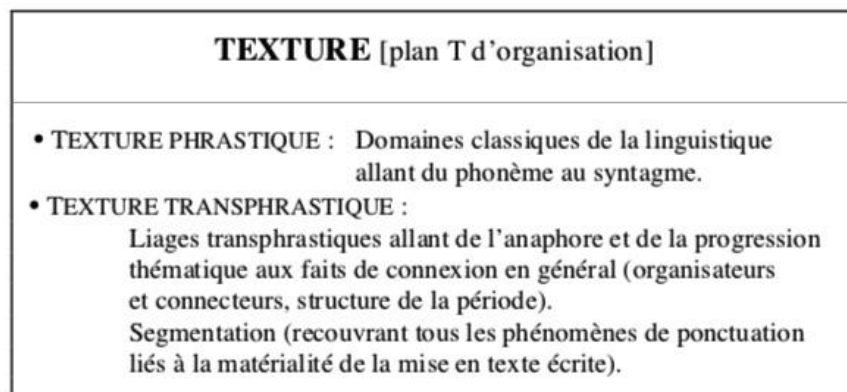 TEXTURE [plan T d’organisation]
• TEXTURE PHRASTIQUE : Domaines classiques de la linguistique
allant du phonème au syntagme.
• TEXTURE TRANSPHRASTIQUE :
Liages transphrastiques allant de l’anaphore et de la progression
thématique aux faits de connexion en général (organisateurs
et connecteurs, structure de la période).
Segmentation (recouvrant tous les phénomènes de ponctuation
liés à la matérialité de la mise en texte écrite).